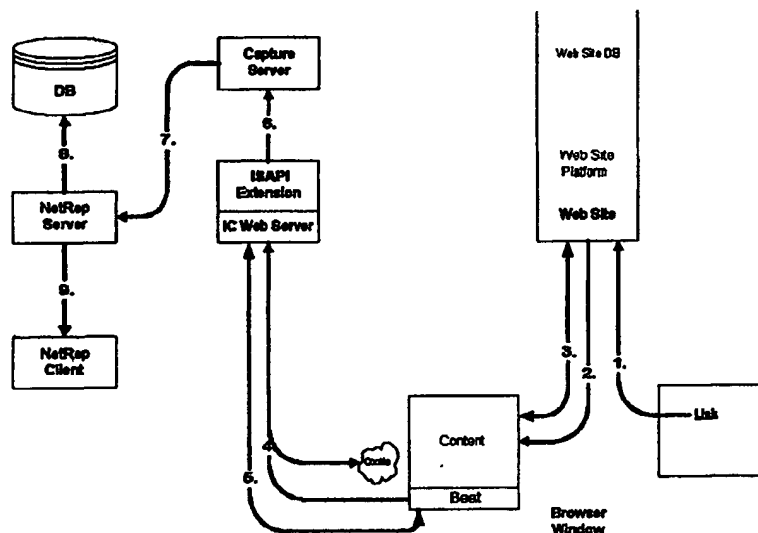 DB
Capture
Server
Web Site DB
6.
7.
8.
ISAPI
Extension
Web Site
Platform
NetRep
Server
IC Web Server
Web Site
9.
NetRep
Client
3.
2.
1.
Link
Content
Cookie
4.
5.
Beat
Browser
Window